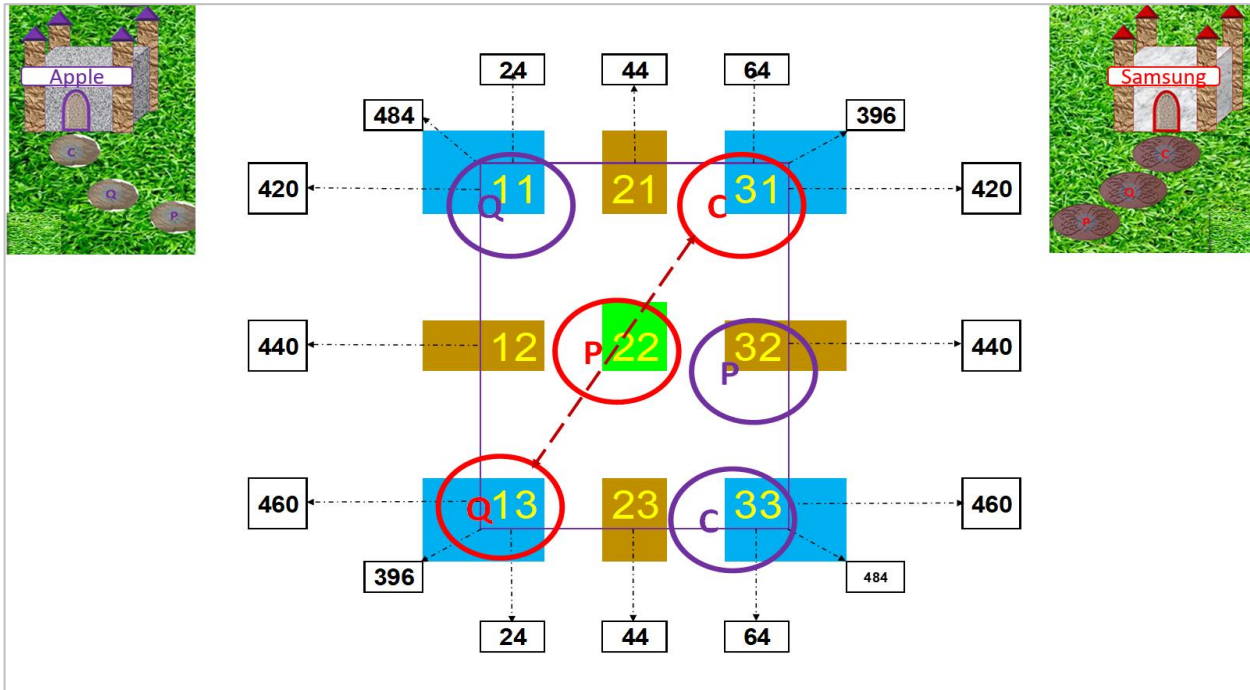 Apple
C
Q
P
Samsung
C
Q
P
24 44 64
484 396
420 11 21 31 420
Q C
440 12 22 32 440
P P
460 13 23 33 460
Q C
396 484
24 44 64